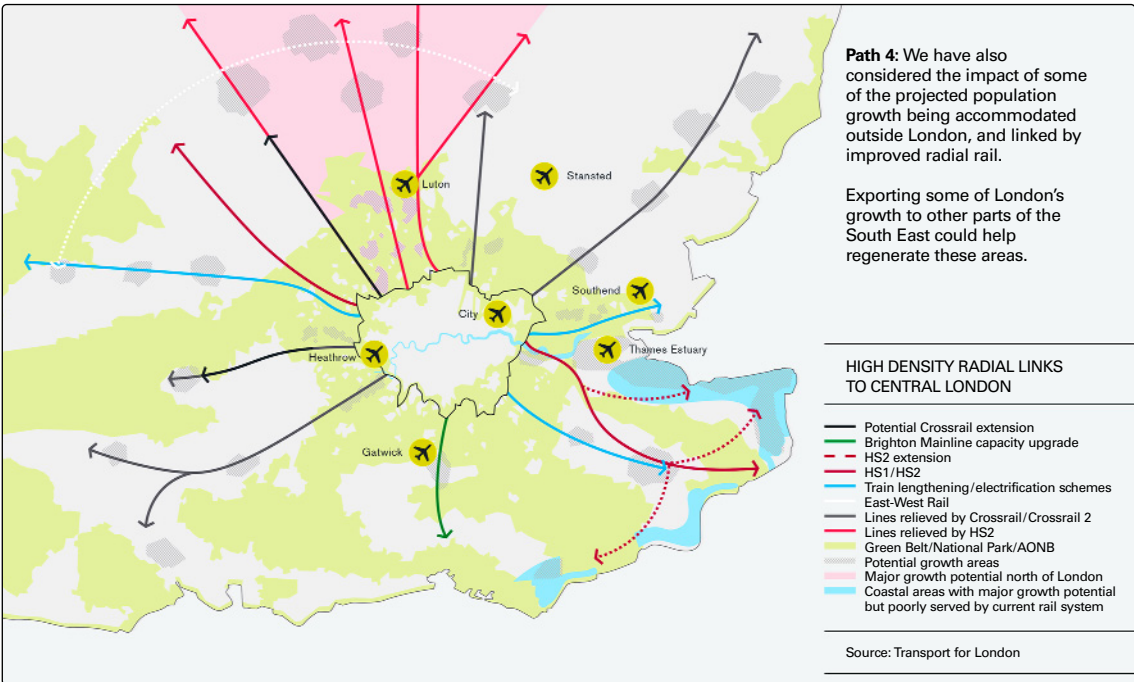 Luton
Stansted
Southend
City
Heathrow
Thames Estuary
Gatwick
Path 4: We have also
considered the impact of some
of the projected population
growth being accommodated
outside London, and linked by
improved radial rail.
Exporting some of London's
growth to other parts of the
South East could help
regenerate these areas.
HIGH DENSITY RADIAL LINKS
TO CENTRAL LONDON
Potential Crossrail extension
Brighton Mainline capacity upgrade
HS2 extension
HS1/HS2
Train lengthening/electrification schemes
East-West Rail
Lines relieved by Crossrail/Crossrail 2
Lines relieved by HS2
Green Belt/National Park/AONB
Potential growth areas
Major growth potential north of London
Coastal areas with major growth potential
but poorly served by current rail system
Source: Transport for London